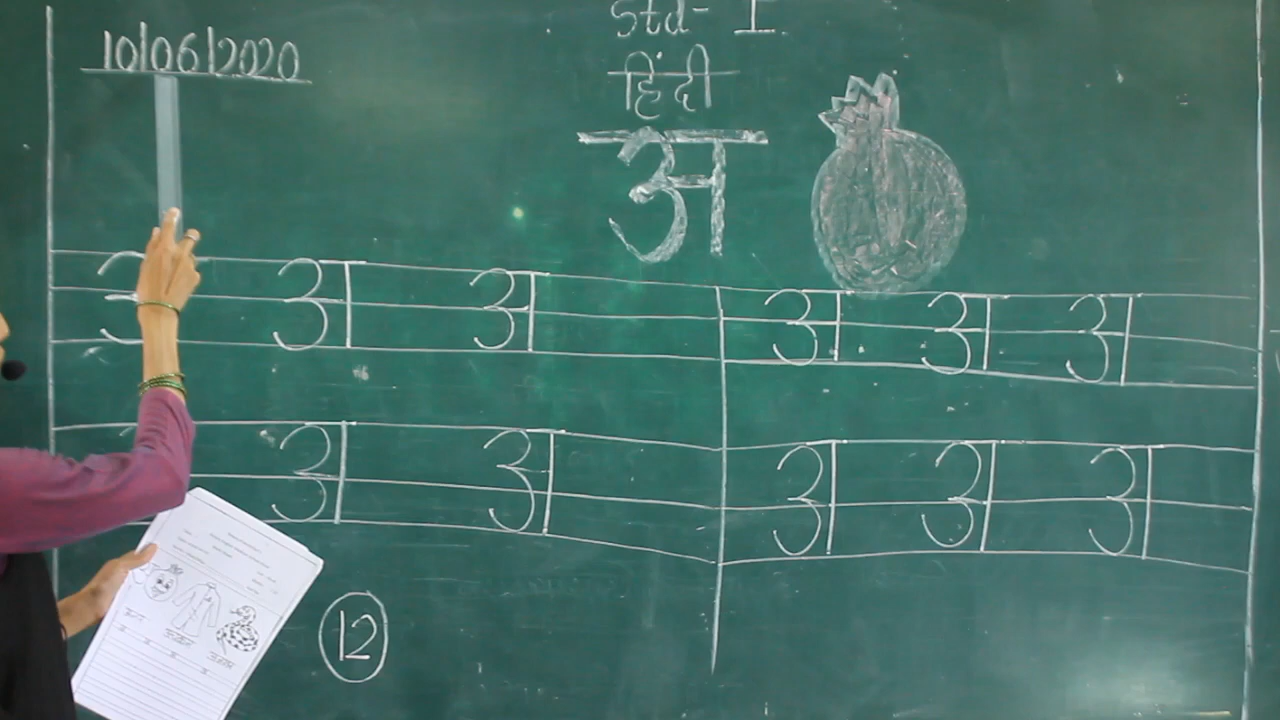 10/06/2020
Std- I
हिंदी
अ
अ अ अ अ अ अ
अ अ अ अ अ
12